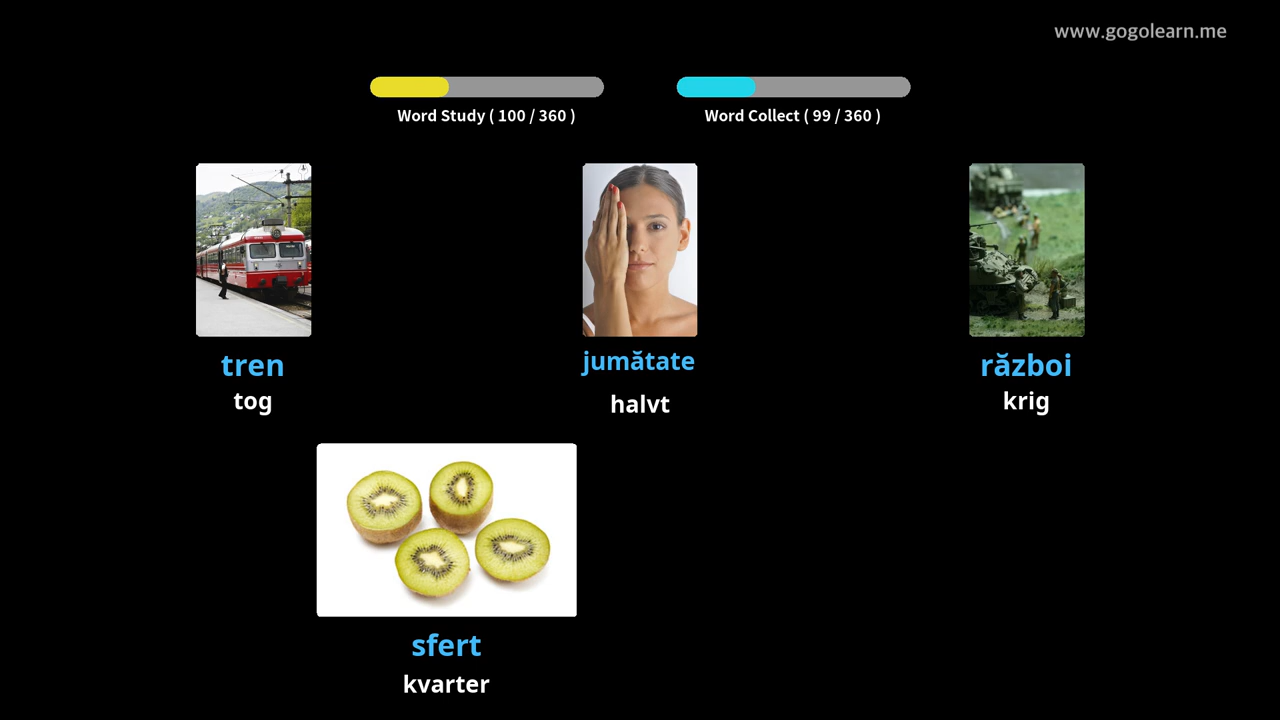 www.gogolearn.me
Word Study ( 100 / 360 )
Word Collect ( 99 / 360 )
tren
tog
jumătate
halvt
război
krig
sfert
kvarter